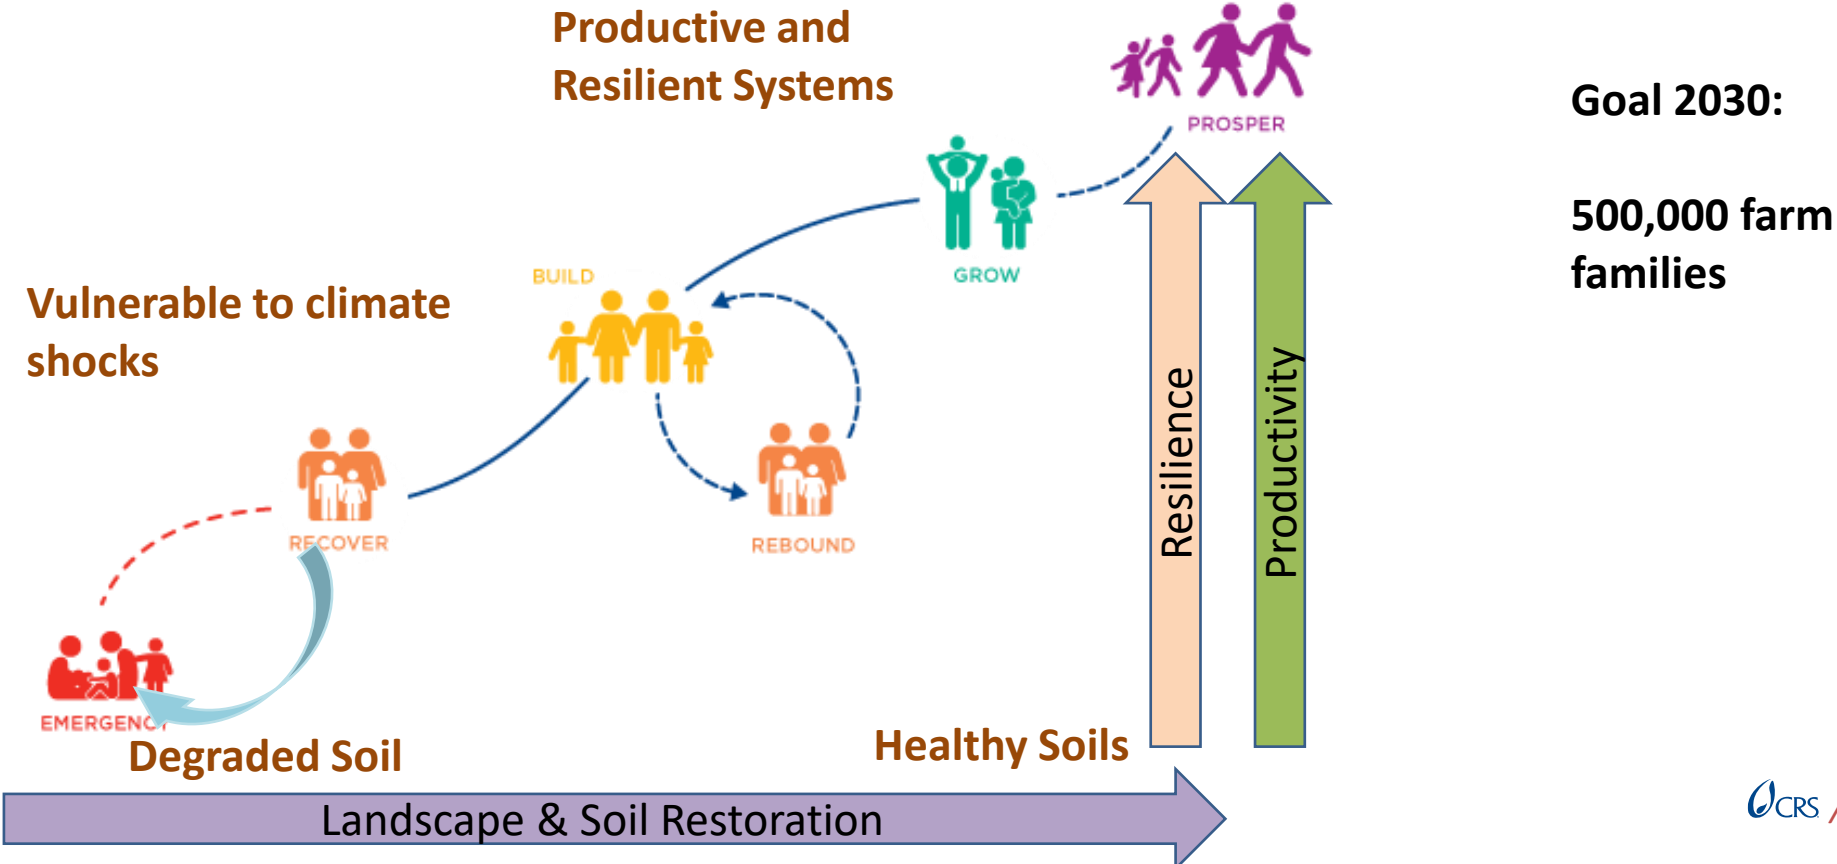 Productive and
Resilient Systems
PROSPER
Goal 2030:
500,000 farm
families
GROW
BUILD
Vulnerable to climate
shocks
RECOVER
REBOUND
Resilience
Productivity
EMERGENCY
Degraded Soil
Healthy Soils
Landscape & Soil Restoration
CRS